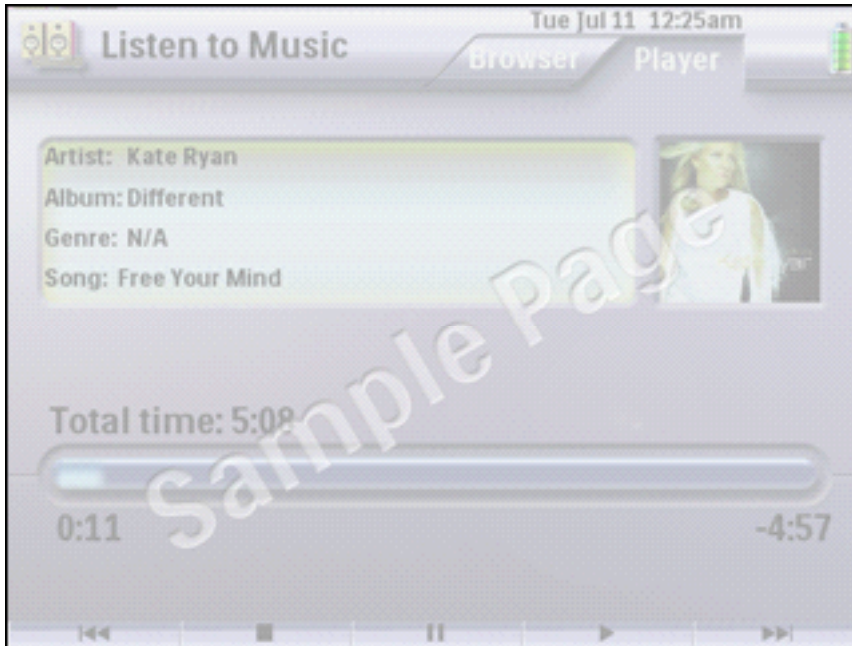 Tue Jul 11 12:25am
Listen to Music
Browser
Player
Artist: Kate Ryan
Album: Different
Genre: N/A
Song: Free Your Mind
Sample Page
Total time: 5:08
0:11
-4:57